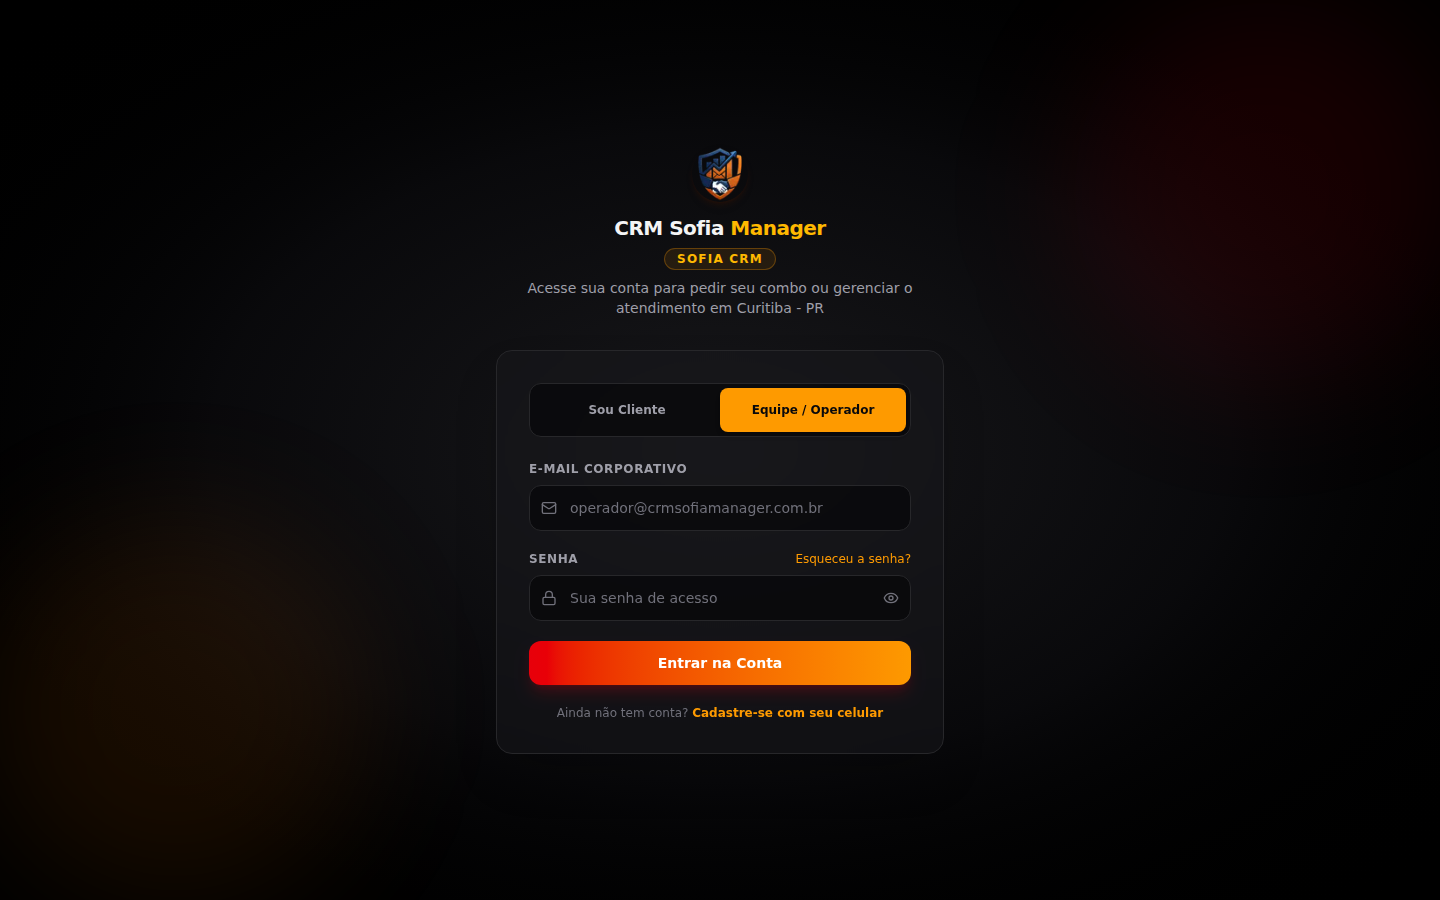 CRM Sofia Manager
SOFIA CRM
Acesse sua conta para pedir seu combo ou gerenciar o
atendimento em Curitiba - PR
Sou Cliente
Equipe / Operador
E-MAIL CORPORATIVO
operador@crmsofiamanager.com.br
SENHA
Esqueceu a senha?
Sua senha de acesso
Entrar na Conta
Ainda não tem conta? Cadastre-se com seu celular